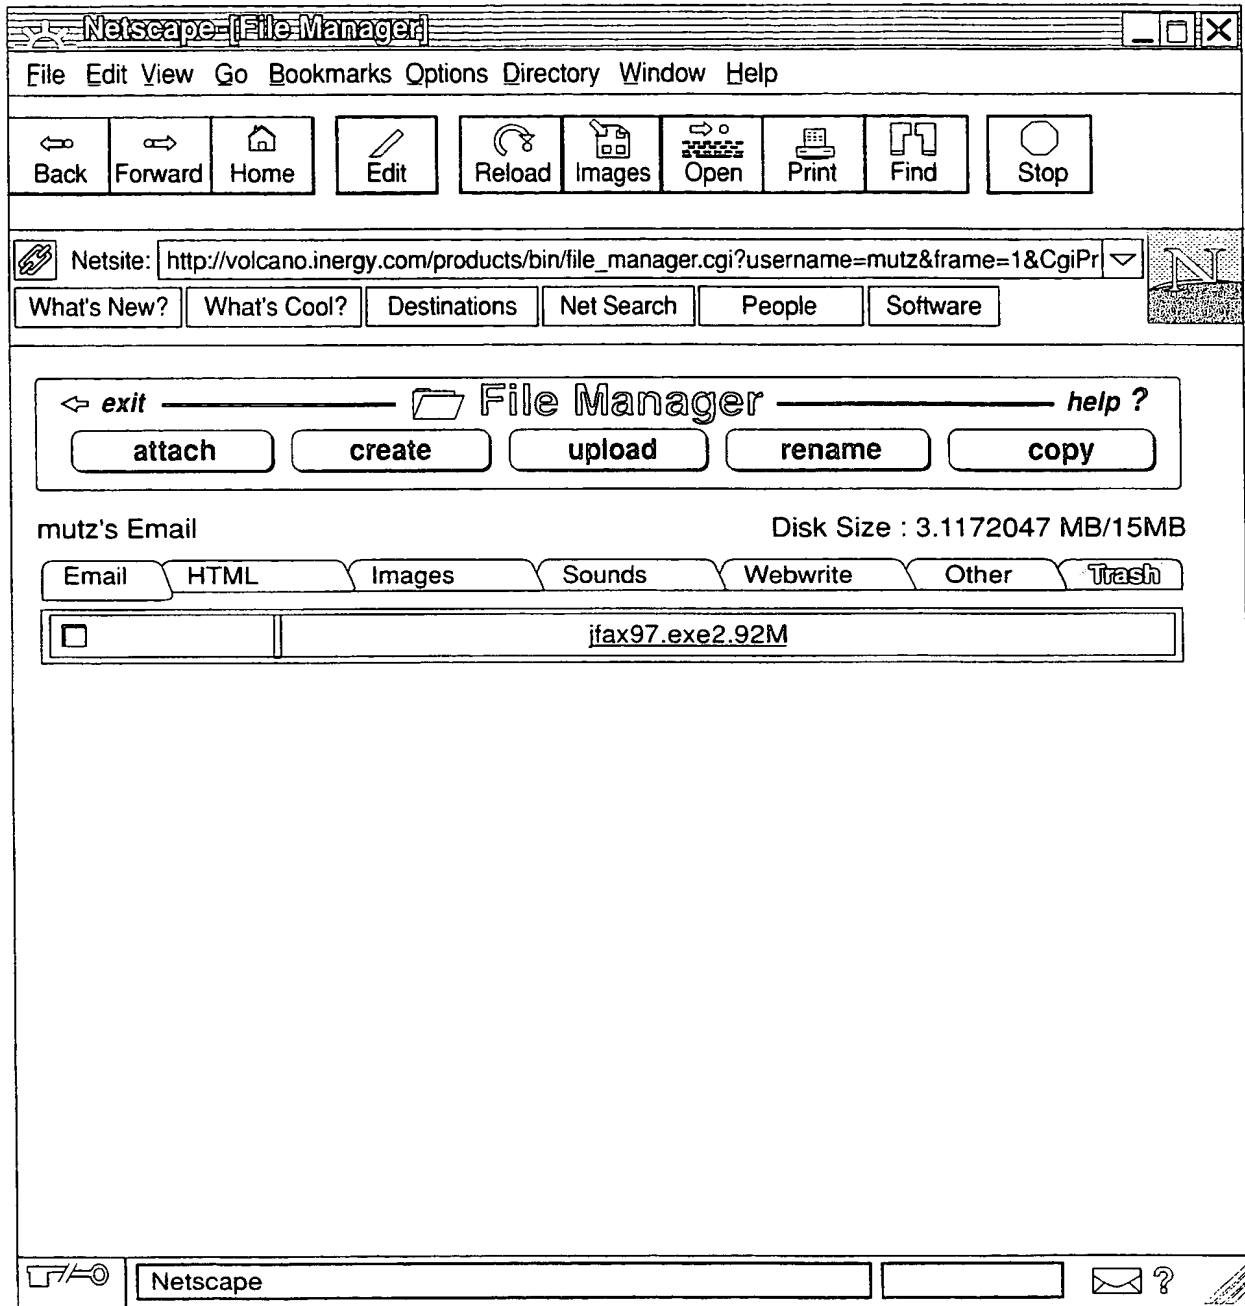 Netscape-[File Manager]
File Edit View Go Bookmarks Options Directory Window Help
Back Forward Home Edit Reload Images Open Print Find Stop
Netsite: http://volcano.inergy.com/products/bin/file_manager.cgi?username=mutz&frame=1&CgiPr
N
What's New? What's Cool? Destinations Net Search People Software
exit File Manager help ?
attach create upload rename copy
mutz's Email Disk Size : 3.1172047 MB/15MB
Email HTML Images Sounds Webwrite Other Trash
jfax97.exe2.92M
Netscape ?